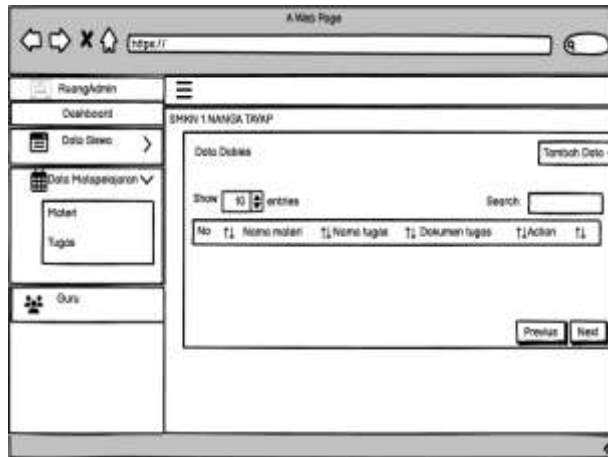 A Web Page
https://
RuangAdmin
Dashboard
SMKN 1 NANGA TAYAP
Data Siswa
Data Matapelajaran
Materi
Tugas
Guru
Data Dables
Tambah Data
Show 10 entries
Search:
No Nama materi Nama tugas Dokumen tugas Action
Previus Next